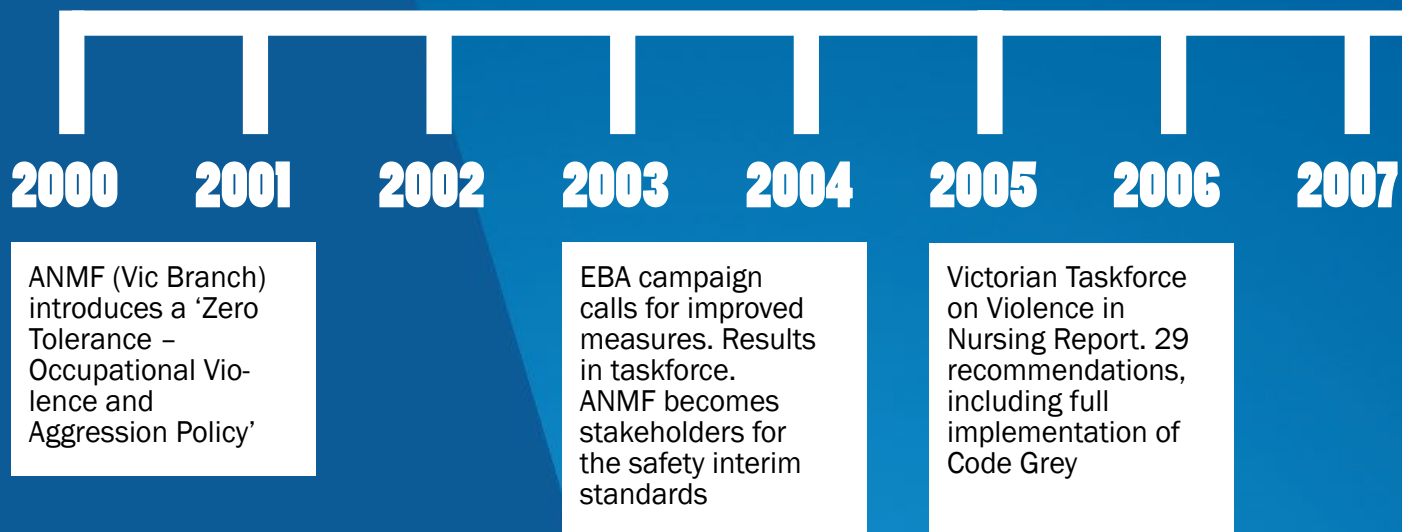 2000 2001 2002 2003 2004 2005 2006 2007
ANMF (Vic Branch)
introduces a ‘Zero
Tolerance –
Occupational Vio-
lence and
Aggression Policy’
EBA campaign
calls for improved
measures. Results
in taskforce.
ANMF becomes
stakeholders for
the safety interim
standards
Victorian Taskforce
on Violence in
Nursing Report. 29
recommendations,
including full
implementation of
Code Grey